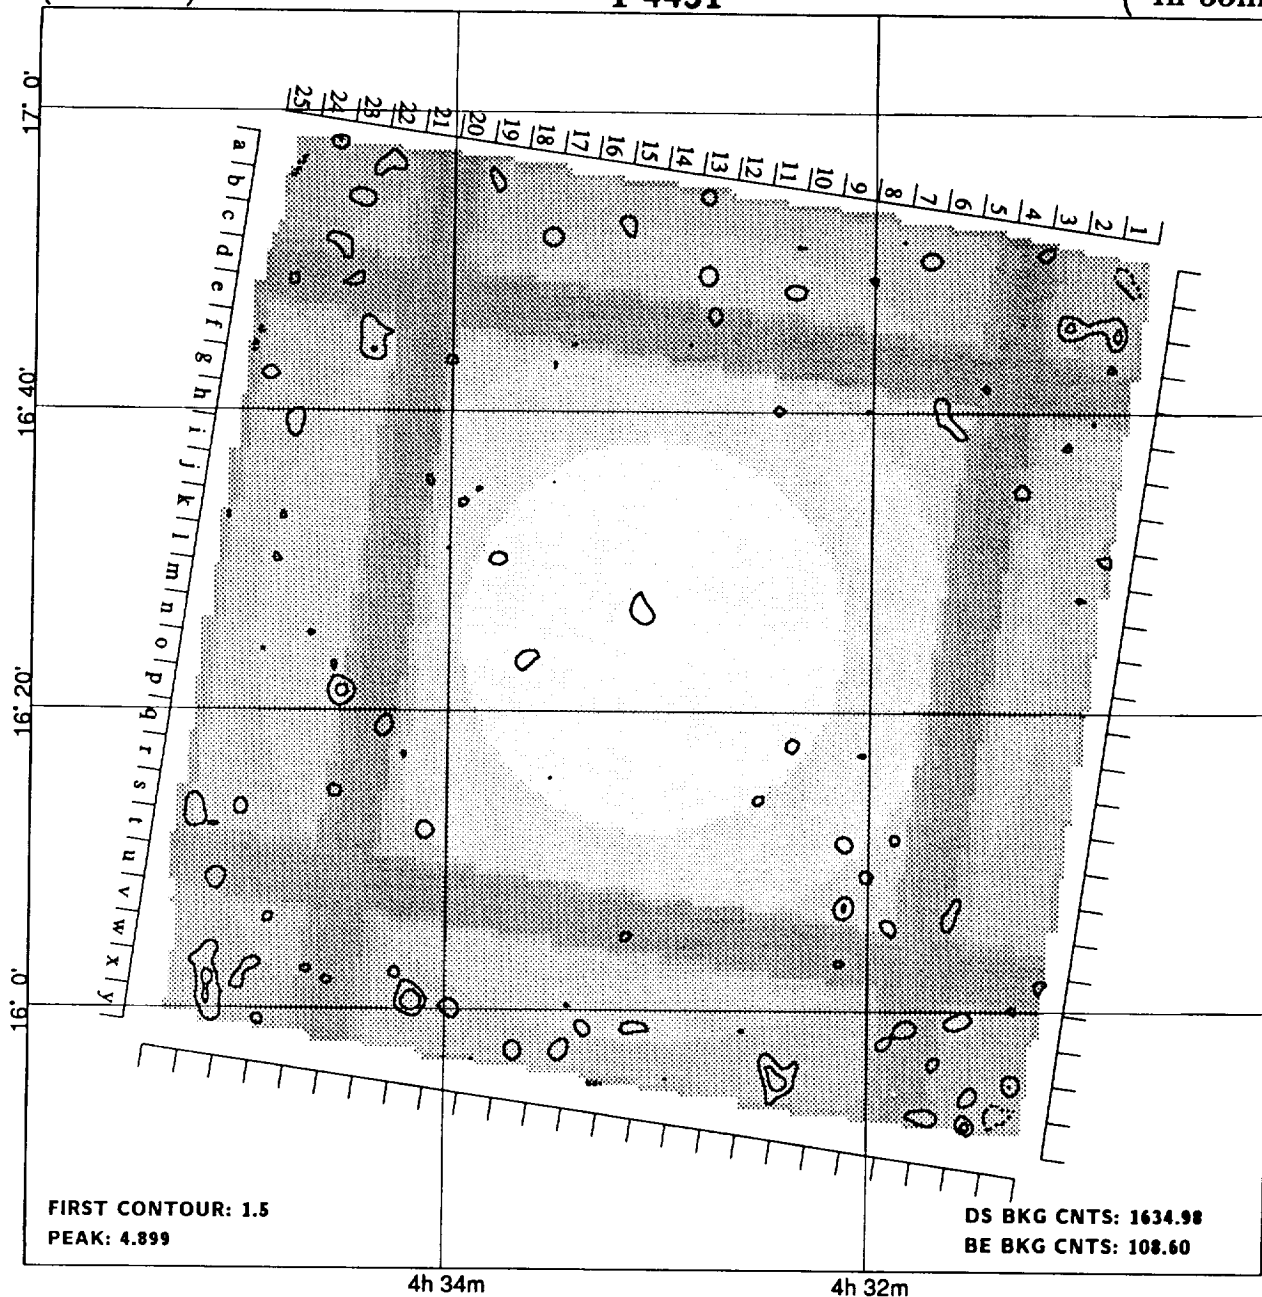 I 4431
17° 0'
25 24 23 22 21 20 19 18 17 16 15 14 13 12 11 10 9 8 7 6 5 4 3 2 1
a b c d e f g h i j k l m n o p q r s t u v w x y
16° 40'
16° 20'
16° 0'
FIRST CONTOUR: 1.5
PEAK: 4.899
DS BKG CNTS: 1634.98
BE BKG CNTS: 108.60
4h 34m
4h 32m